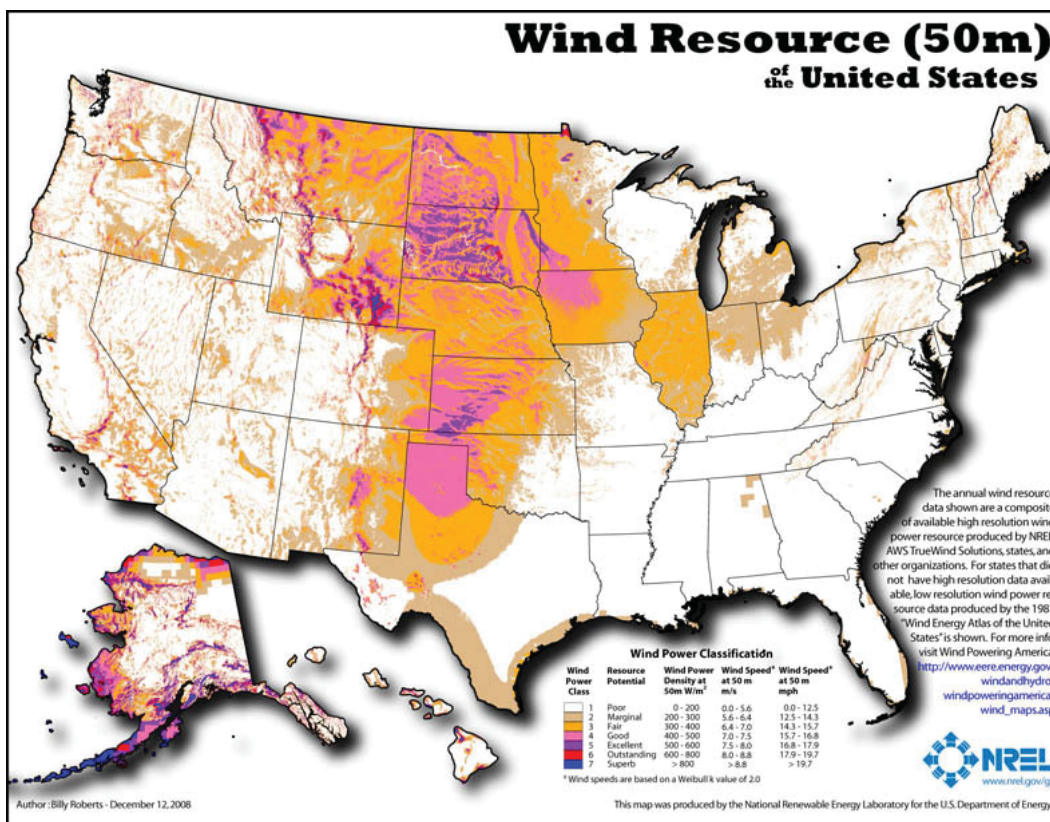 Wind Resource (50m)
of the United States
The annual wind resource
data shown are a composite
of available high resolution wind
power resource produced by NREL
AWS TrueWind Solutions, states, and
other organizations. For states that did
not have high resolution data avail
able, low resolution wind power re
source data produced by the 198
"Wind Energy Atlas of the United
States" is shown. For more info
visit Wind Powering America
http://www.eere.energy.gov
windandhydro
windpoweringamerica
wind_maps.asp
Wind Power Classification
Wind Power Class Resource Potential Wind Power Density at 50m W/m² Wind Speedª at 50 m m/s Wind Speedª at 50 m mph
1 Poor 0 - 200 0.0 - 5.6 0.0 - 12.5
2 Marginal 200 - 300 5.6 - 6.4 12.5 - 14.3
3 Fair 300 - 400 6.4 - 7.0 14.3 - 15.7
4 Good 400 - 500 7.0 - 7.5 15.7 - 16.8
5 Excellent 500 - 600 7.5 - 8.0 16.8 - 17.9
6 Outstanding 600 - 800 8.0 - 8.8 17.9 - 19.7
7 Superb > 800 > 8.8 > 19.7
ª Wind speeds are based on a Weibull k value of 2.0
NREL
www.nrel.gov/g
Author : Billy Roberts - December 12, 2008
This map was produced by the National Renewable Energy Laboratory for the U.S. Department of Energy